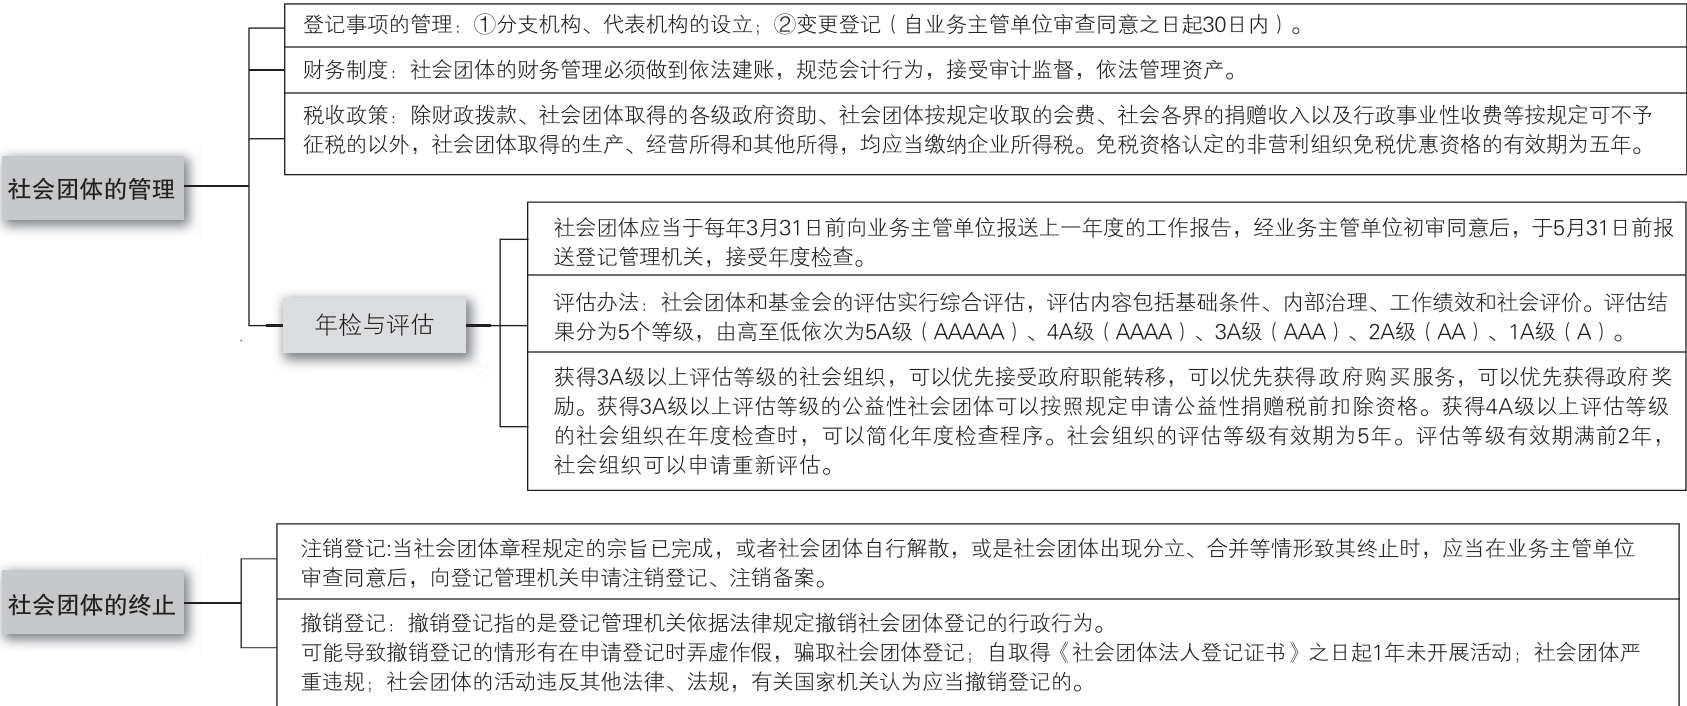 社会团体的管理
登记事项的管理：①分支机构、代表机构的设立；②变更登记（自业务主管单位审查同意之日起30日内）。
财务制度：社会团体的财务管理必须做到依法建账，规范会计行为，接受审计监督，依法管理资产。
税收政策：除财政拨款、社会团体取得的各级政府资助、社会团体按规定收取的会费、社会各界的捐赠收入以及行政事业性收费等按规定可不予
征税的以外，社会团体取得的生产、经营所得和其他所得，均应当缴纳企业所得税。免税资格认定的非营利组织免税优惠资格的有效期为五年。
年检与评估
社会团体应当于每年3月31日前向业务主管单位报送上一年度的工作报告，经业务主管单位初审同意后，于5月31日前报
送登记管理机关，接受年度检查。
评估办法：社会团体和基金会的评估实行综合评估，评估内容包括基础条件、内部治理、工作绩效和社会评价。评估结
果分为5个等级，由高至低依次为5A级（AAAAA）、4A级（AAAA）、3A级（AAA）、2A级（AA）、1A级（A）。
获得3A级以上评估等级的社会组织，可以优先接受政府职能转移，可以优先获得政府购买服务，可以优先获得政府奖
励。获得3A级以上评估等级的公益性社会团体可以按照规定申请公益性捐赠税前扣除资格。获得4A级以上评估等级
的社会组织在年度检查时，可以简化年度检查程序。社会组织的评估等级有效期为5年。评估等级有效期满前2年，
社会组织可以申请重新评估。
社会团体的终止
注销登记:当社会团体章程规定的宗旨已完成，或者社会团体自行解散，或是社会团体出现分立、合并等情形致其终止时，应当在业务主管单位
审查同意后，向登记管理机关申请注销登记、注销备案。
撤销登记：撤销登记指的是登记管理机关依据法律规定撤销社会团体登记的行政行为。
可能导致撤销登记的情形有在申请登记时弄虚作假，骗取社会团体登记；自取得《社会团体法人登记证书》之日起1年未开展活动；社会团体严
重违规；社会团体的活动违反其他法律、法规，有关国家机关认为应当撤销登记的。